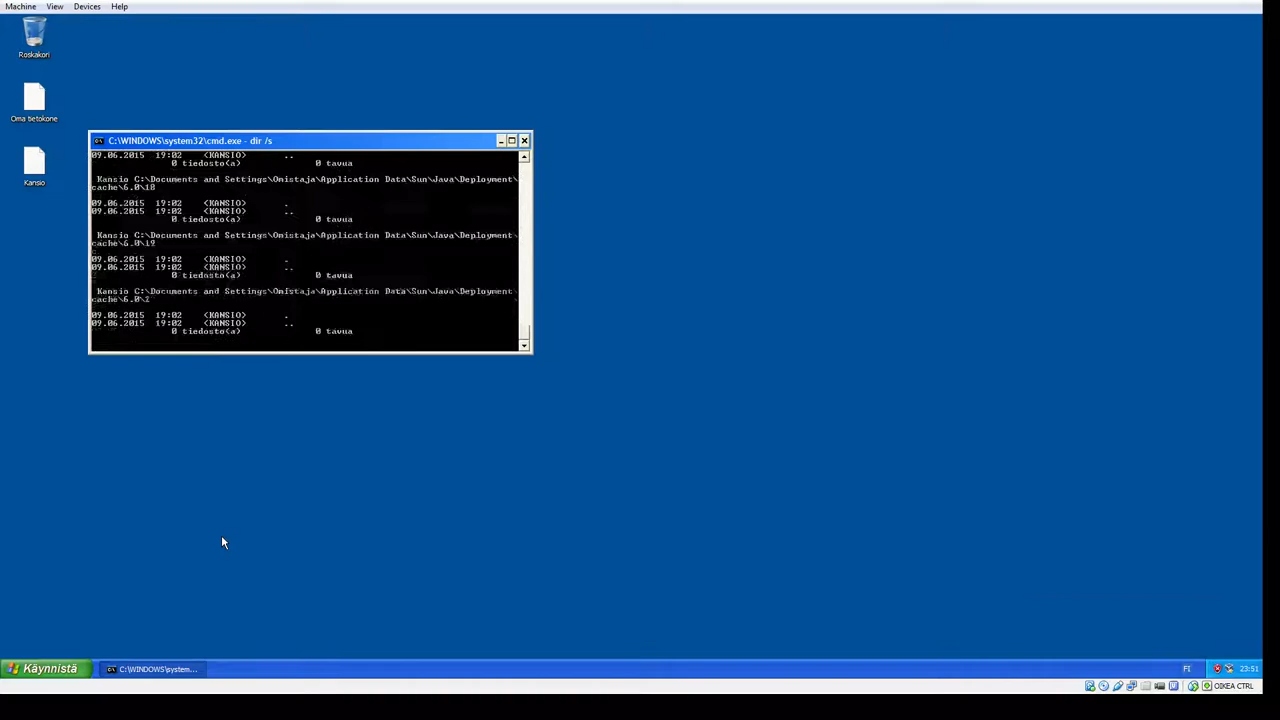 Machine View Devices Help
Roskakori
Oma tietokone
Kansio
C:\WINDOWS\system32\cmd.exe - dir /s
09.06.2015 19:02 <KANSIO> ..
0 tiedosto(a) 0 tavua
Kansio C:\Documents and Settings\Omistaja\Application Data\Sun\Java\Deployment\
cache\6.0\18
09.06.2015 19:02 <KANSIO> .
09.06.2015 19:02 <KANSIO> ..
0 tiedosto(a) 0 tavua
Kansio C:\Documents and Settings\Omistaja\Application Data\Sun\Java\Deployment\
cache\6.0\19
09.06.2015 19:02 <KANSIO> .
09.06.2015 19:02 <KANSIO> ..
0 tiedosto(a) 0 tavua
Kansio C:\Documents and Settings\Omistaja\Application Data\Sun\Java\Deployment\
cache\6.0\2
09.06.2015 19:02 <KANSIO> .
09.06.2015 19:02 <KANSIO> ..
0 tiedosto(a) 0 tavua
Käynnistä C:\WINDOWS\system... FI 23:51
OIKEA CTRL